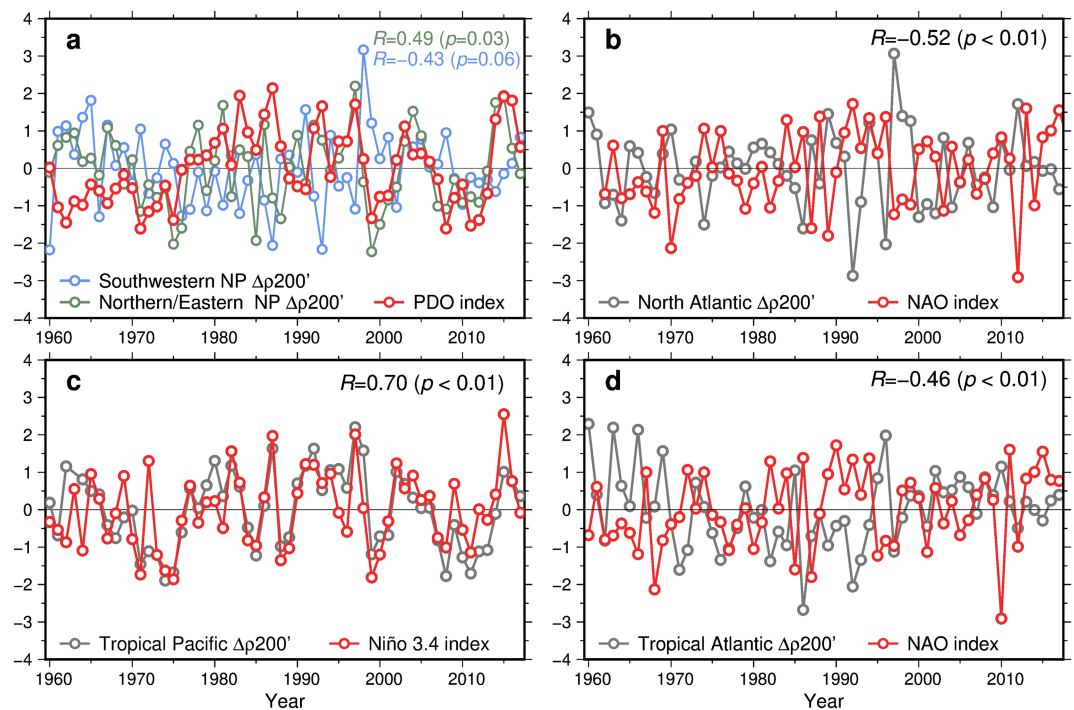 a
R=0.49 (p=0.03)
R=−0.43 (p=0.06)
4
3
2
1
0
−1
−2
−3
−4
Southwestern NP Δρ200'
Northern/Eastern NP Δρ200'
PDO index
1960 1970 1980 1990 2000 2010
b
R=−0.52 (p < 0.01)
4
3
2
1
0
−1
−2
−3
−4
North Atlantic Δρ200'
NAO index
1960 1970 1980 1990 2000 2010
c
R=0.70 (p < 0.01)
4
3
2
1
0
−1
−2
−3
−4
Tropical Pacific Δρ200'
Niño 3.4 index
1960 1970 1980 1990 2000 2010
Year
d
R=−0.46 (p < 0.01)
4
3
2
1
0
−1
−2
−3
−4
Tropical Atlantic Δρ200'
NAO index
1960 1970 1980 1990 2000 2010
Year